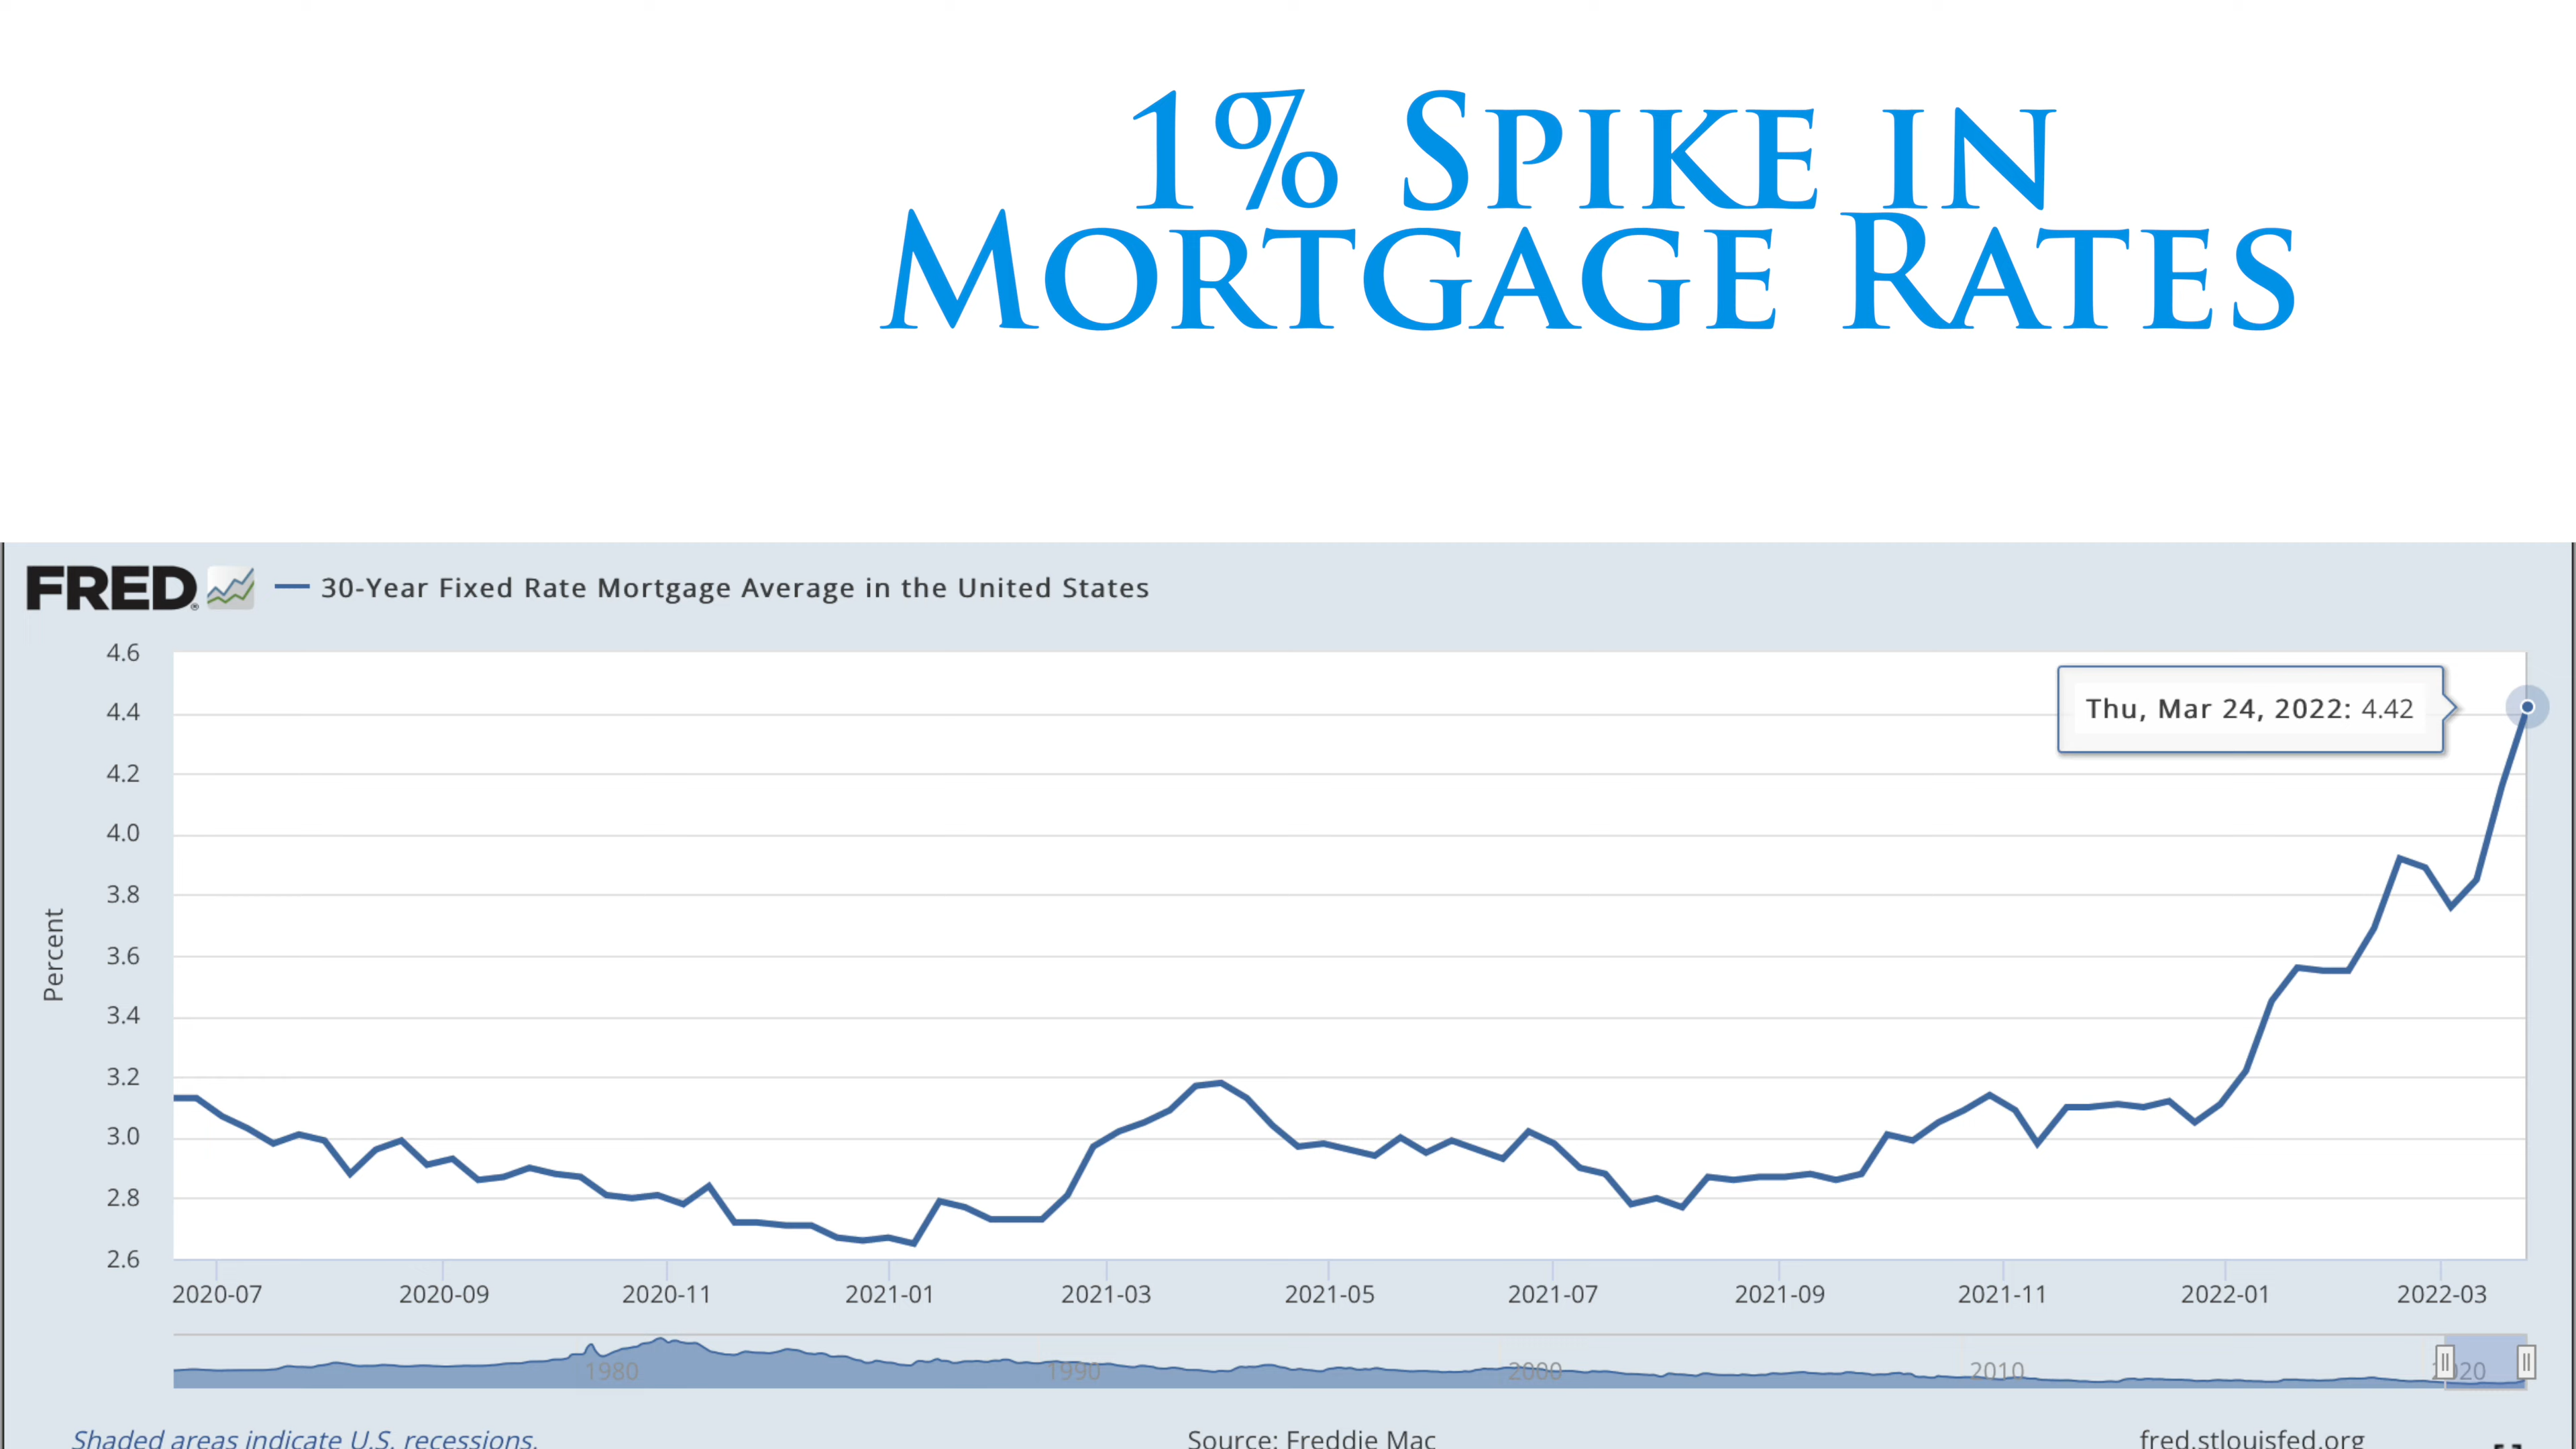 1% Spike in
Mortgage Rates
FRED® 30-Year Fixed Rate Mortgage Average in the United States
4.6
Thu, Mar 24, 2022: 4.42
4.4
4.2
4.0
3.8
3.6
3.4
3.2
3.0
2.8
2.6
Percent
2020-07 2020-09 2020-11 2021-01 2021-03 2021-05 2021-07 2021-09 2021-11 2022-01 2022-03
1980 1990 2000 2010 2020
Shaded areas indicate U.S. recessions. Source: Freddie Mac fred.stlouisfed.org